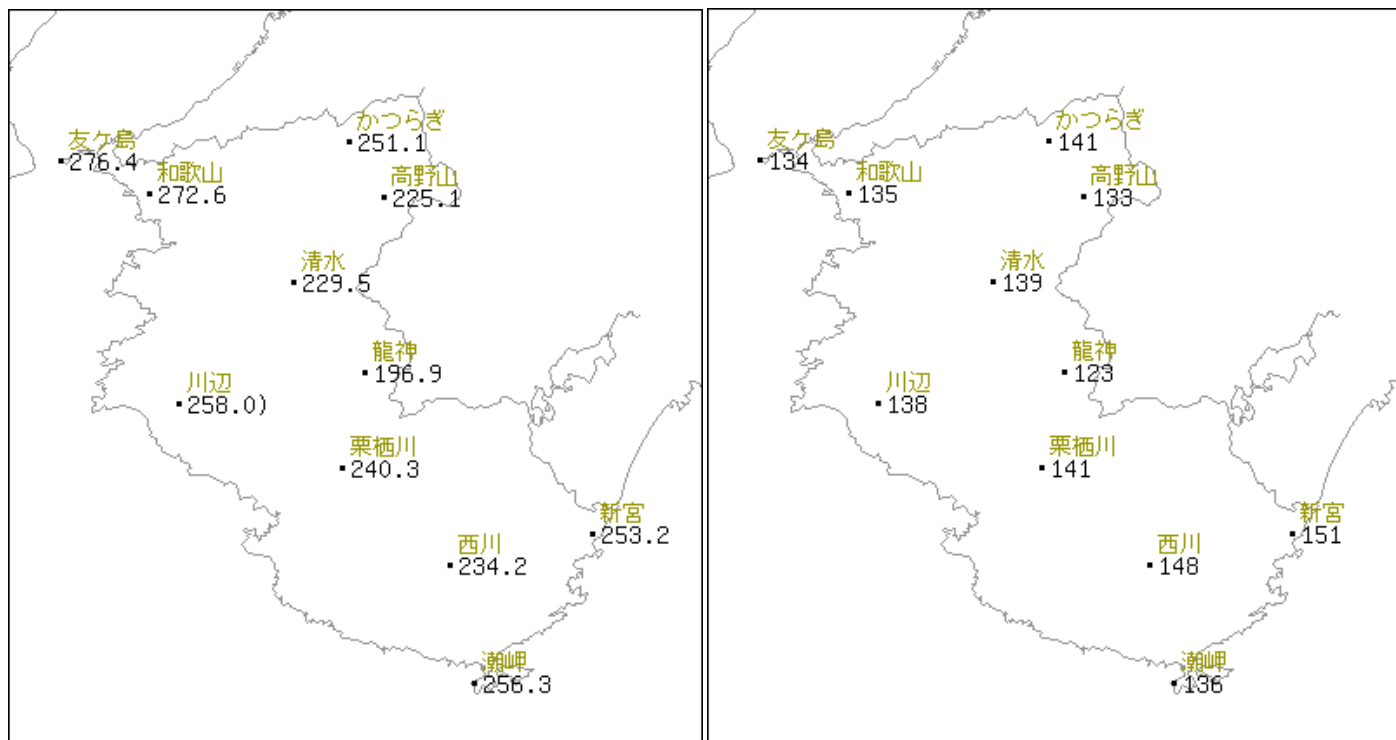 かつらぎ
251.1
友ケ島
276.4
和歌山
272.6
高野山
225.1
清水
229.5
龍神
196.9
川辺
258.0)
栗栖川
240.3
新宮
253.2
西川
234.2
潮岬
256.3
かつらぎ
141
友ケ島
134
和歌山
135
高野山
133
清水
139
龍神
123
川辺
138
栗栖川
141
新宮
151
西川
148
潮岬
136